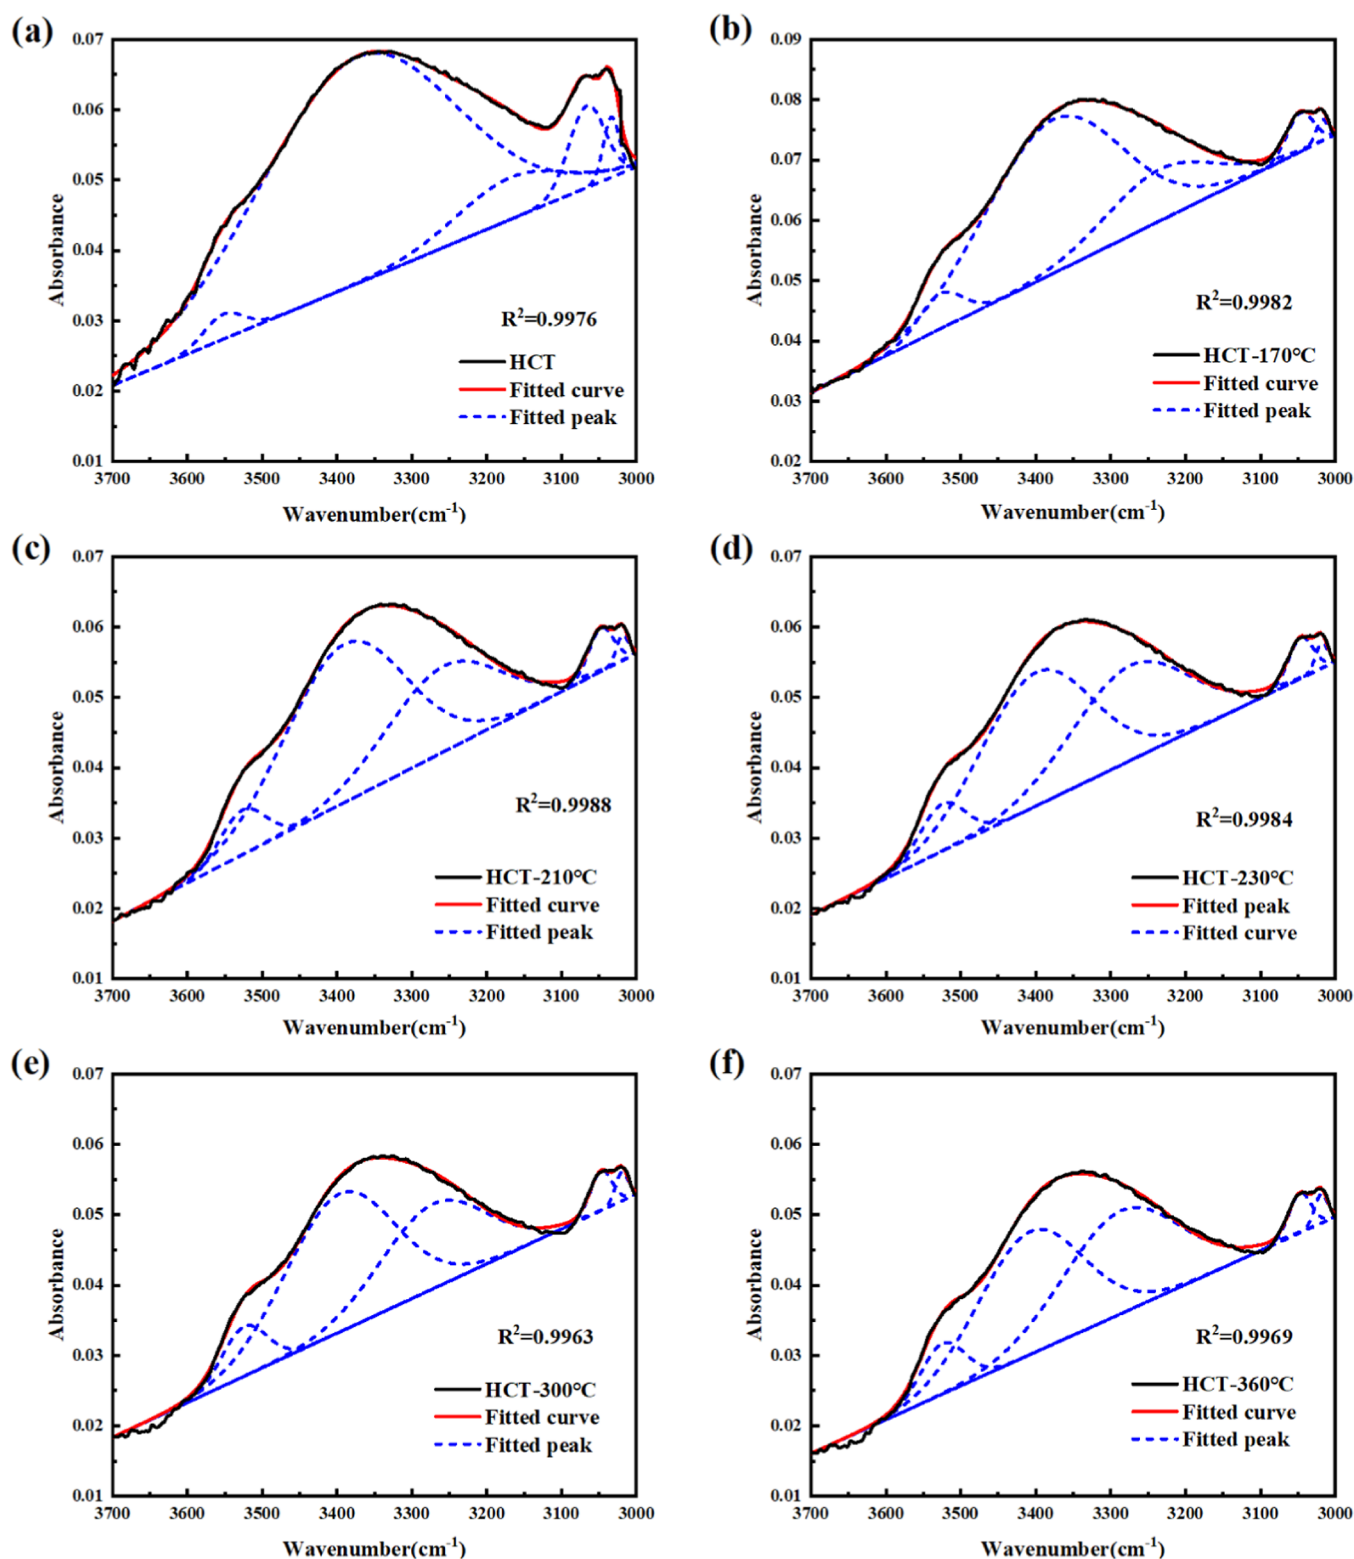 (a)
0.07
0.06
0.05
0.04
0.03
0.02
0.01
Absorbance
R²=0.9976
HCT
Fitted curve
Fitted peak
3700 3600 3500 3400 3300 3200 3100 3000
Wavenumber(cm⁻¹)
(b)
0.09
0.08
0.07
0.06
0.05
0.04
0.03
0.02
Absorbance
R²=0.9982
HCT-170°C
Fitted curve
Fitted peak
3700 3600 3500 3400 3300 3200 3100 3000
Wavenumber(cm⁻¹)
(c)
0.07
0.06
0.05
0.04
0.03
0.02
0.01
Absorbance
R²=0.9988
HCT-210°C
Fitted curve
Fitted peak
3700 3600 3500 3400 3300 3200 3100 3000
Wavenumber(cm⁻¹)
(d)
0.07
0.06
0.05
0.04
0.03
0.02
0.01
Absorbance
R²=0.9984
HCT-230°C
Fitted peak
Fitted curve
3700 3600 3500 3400 3300 3200 3100 3000
Wavenumber(cm⁻¹)
(e)
0.07
0.06
0.05
0.04
0.03
0.02
0.01
Absorbance
R²=0.9963
HCT-300°C
Fitted curve
Fitted peak
3700 3600 3500 3400 3300 3200 3100 3000
Wavenumber(cm⁻¹)
(f)
0.07
0.06
0.05
0.04
0.03
0.02
0.01
Absorbance
R²=0.9969
HCT-360°C
Fitted curve
Fitted peak
3700 3600 3500 3400 3300 3200 3100 3000
Wavenumber(cm⁻¹)